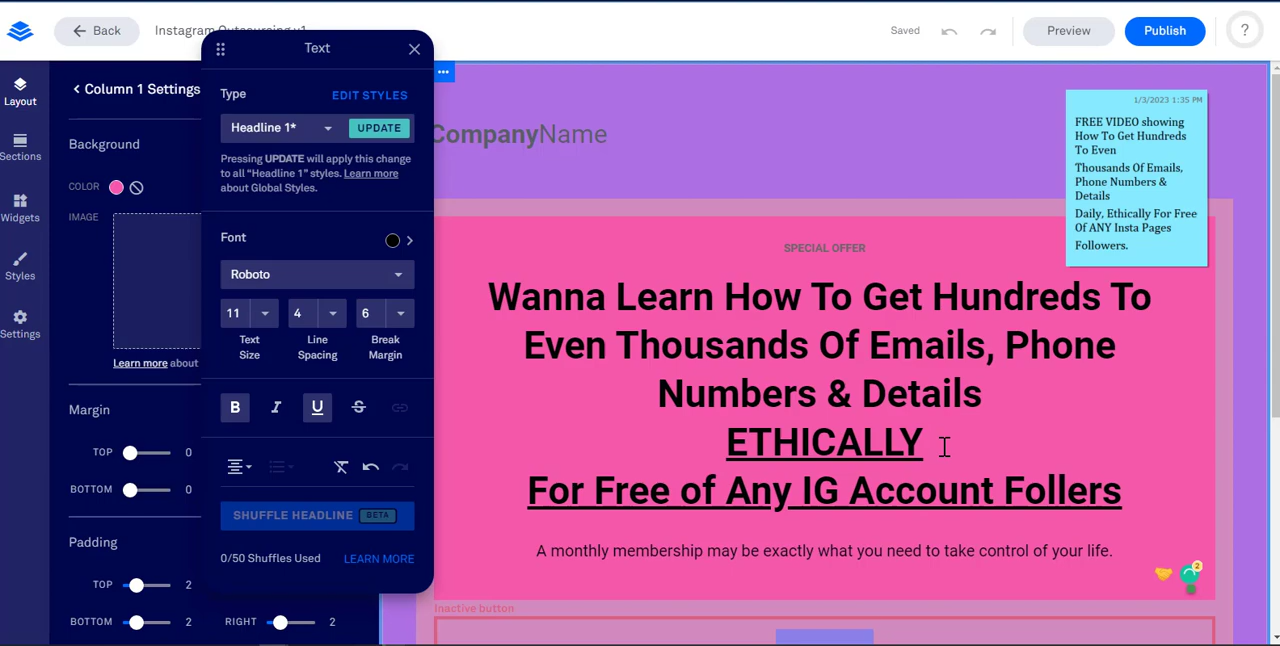 Back
Instagram Outsourcing v1
Saved
Preview
Publish
?
Layout
Sections
Widgets
Styles
Settings
< Column 1 Settings
Background
COLOR
IMAGE
Learn more about
Margin
TOP 0
BOTTOM 0
Padding
TOP 2
BOTTOM 2
RIGHT 2
Text
Type
EDIT STYLES
Headline 1*
UPDATE
Pressing UPDATE will apply this change
to all “Headline 1” styles. Learn more
about Global Styles.
Font
Roboto
11 4 6
Text Size
Line Spacing
Break Margin
B I U S
SHUFFLE HEADLINE BETA
0/50 Shuffles Used
LEARN MORE
CompanyName
1/3/2023 1:35 PM
FREE VIDEO showing
How To Get Hundreds
To Even
Thousands Of Emails,
Phone Numbers &
Details
Daily, Ethically For Free
Of ANY Insta Pages
Followers.
SPECIAL OFFER
Wanna Learn How To Get Hundreds To
Even Thousands Of Emails, Phone
Numbers & Details
ETHICALLY
For Free of Any IG Account Follers
A monthly membership may be exactly what you need to take control of your life.
2
Inactive button